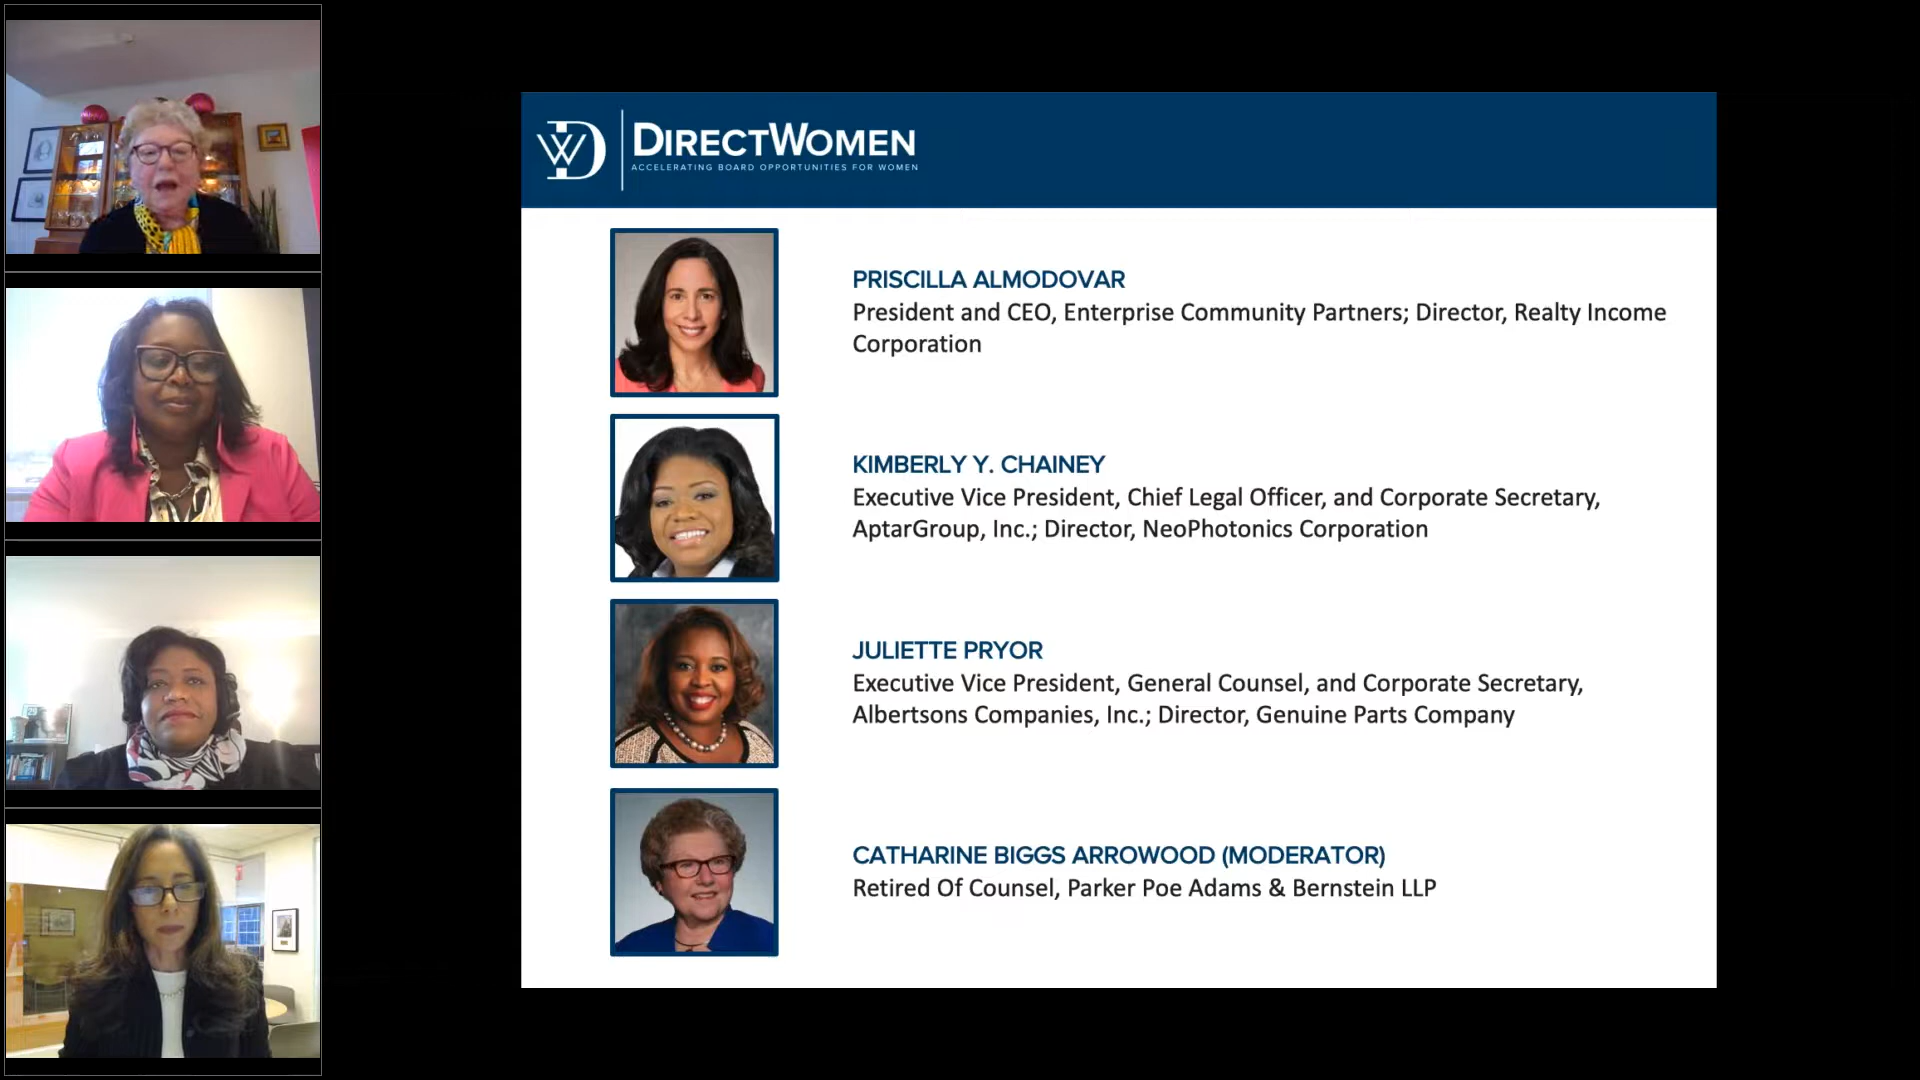 DIRECTWOMEN
ACCELERATING BOARD OPPORTUNITIES FOR WOMEN
PRISCILLA ALMODOVAR
President and CEO, Enterprise Community Partners; Director, Realty Income
Corporation
KIMBERLY Y. CHAINEY
Executive Vice President, Chief Legal Officer, and Corporate Secretary,
AptarGroup, Inc.; Director, NeoPhotonics Corporation
JULIETTE PRYOR
Executive Vice President, General Counsel, and Corporate Secretary,
Albertsons Companies, Inc.; Director, Genuine Parts Company
CATHARINE BIGGS ARROWOOD (MODERATOR)
Retired Of Counsel, Parker Poe Adams & Bernstein LLP